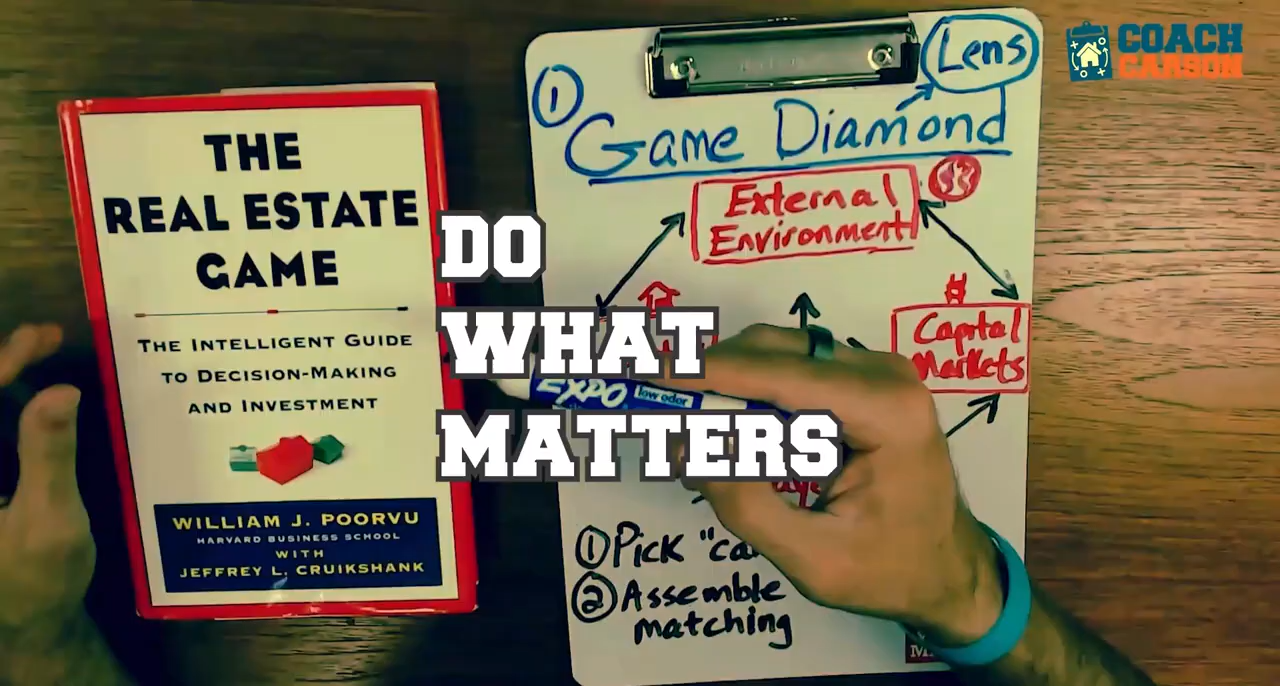 THE
REAL ESTATE
GAME
THE INTELLIGENT GUIDE
TO DECISION-MAKING
AND INVESTMENT
WILLIAM J. POORVU
HARVARD BUSINESS SCHOOL
WITH
JEFFREY L. CRUIKSHANK
DO
WHAT
MATTERS
EXPO
low odor
Lens
① Game Diamond
External
Environment
Capital
Markets
① Pick
② Assemble
matching
COACH
CARSON